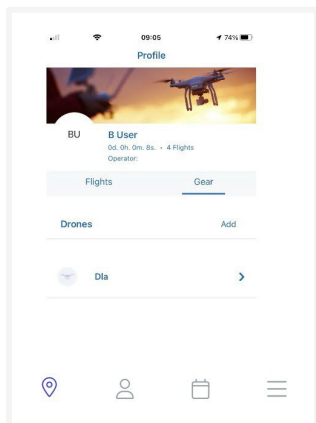 09:05
74%
Profile
BU
B User
0d. 0h. 0m. 8s. • 4 Flights
Operator:
Flights
Gear
Drones
Add
Dla